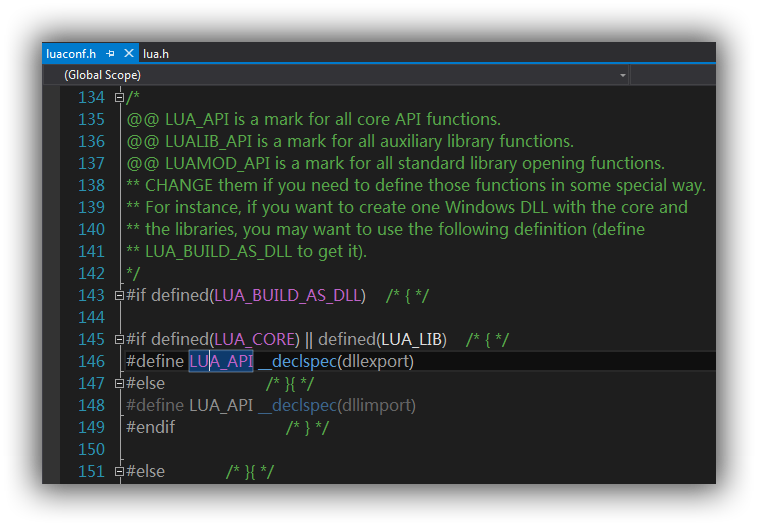 luaconf.h lua.h
(Global Scope)
134 /*
135 @@ LUA_API is a mark for all core API functions.
136 @@ LUALIB_API is a mark for all auxiliary library functions.
137 @@ LUAMOD_API is a mark for all standard library opening functions.
138 ** CHANGE them if you need to define those functions in some special way.
139 ** For instance, if you want to create one Windows DLL with the core and
140 ** the libraries, you may want to use the following definition (define
141 ** LUA_BUILD_AS_DLL to get it).
142 */
143 #if defined(LUA_BUILD_AS_DLL) /* { */
144
145 #if defined(LUA_CORE) || defined(LUA_LIB) /* { */
146 #define LUA_API __declspec(dllexport)
147 #else /* }{ */
148 #define LUA_API __declspec(dllimport)
149 #endif /* } */
150
151 #else /* }{ */